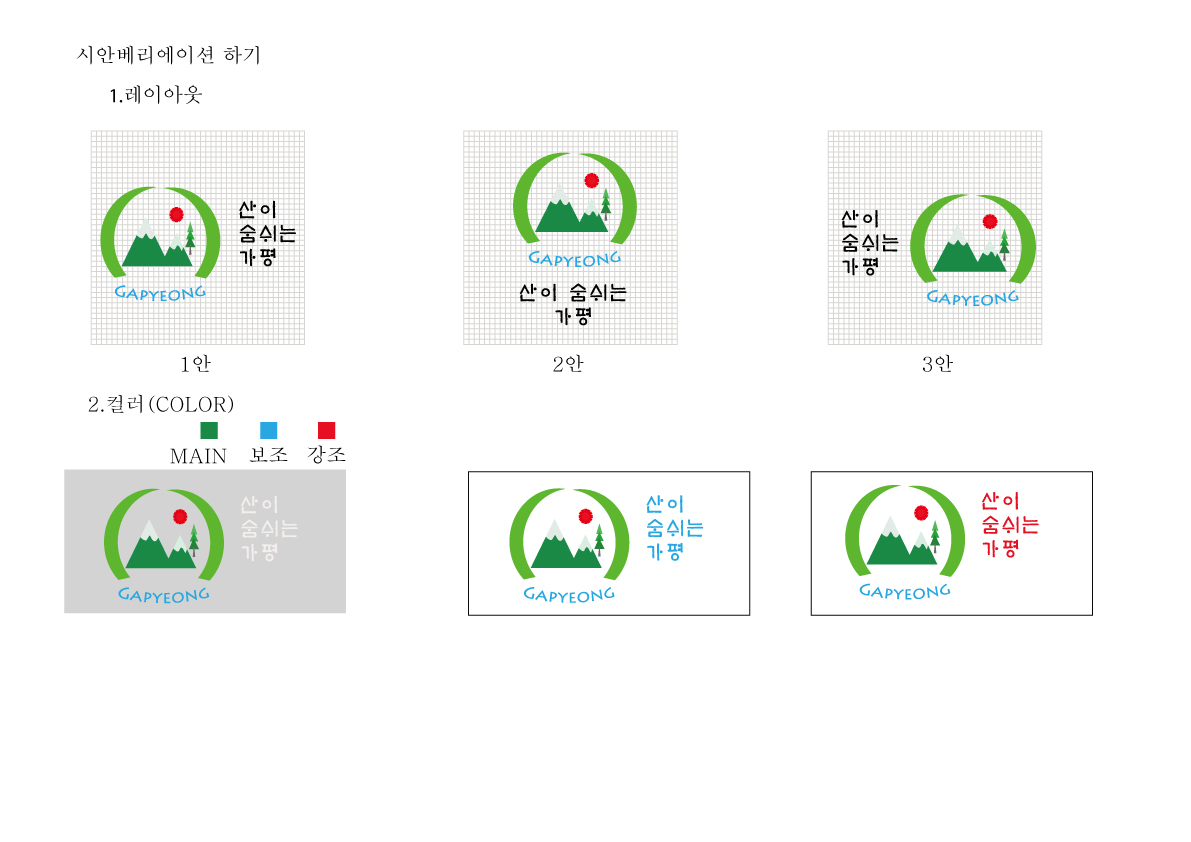 시안베리에이션 하기
1.레이아웃
산이
숨쉬는
가평
GAPYEONG
GAPYEONG
산이 숨쉬는
가평
산이
숨쉬는
가평
GAPYEONG
1안
2안
3안
2.컬러(COLOR)
MAIN 보조 강조
산이
숨쉬는
가평
GAPYEONG
산이
숨쉬는
가평
GAPYEONG
산이
숨쉬는
가평
GAPYEONG